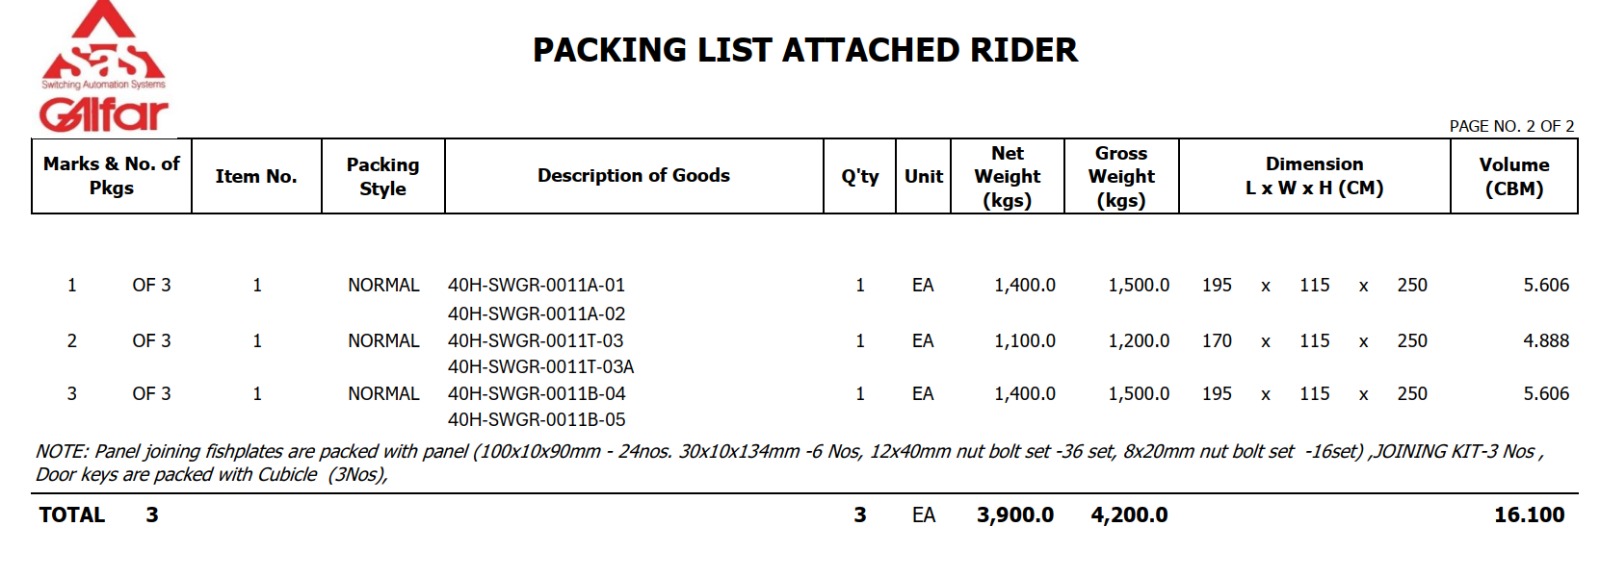 sas
Switching Automation Systems
GAlfar
PACKING LIST ATTACHED RIDER
PAGE NO. 2 OF 2
Marks & No. of Pkgs Item No. Packing Style Description of Goods Q'ty Unit Net Weight (kgs) Gross Weight (kgs) Dimension L x W x H (CM) Volume (CBM)
1 OF 3 1 NORMAL 40H-SWGR-0011A-01 1 EA 1,400.0 1,500.0 195 x 115 x 250 5.606
40H-SWGR-0011A-02
2 OF 3 1 NORMAL 40H-SWGR-0011T-03 1 EA 1,100.0 1,200.0 170 x 115 x 250 4.888
40H-SWGR-0011T-03A
3 OF 3 1 NORMAL 40H-SWGR-0011B-04 1 EA 1,400.0 1,500.0 195 x 115 x 250 5.606
40H-SWGR-0011B-05
NOTE: Panel joining fishplates are packed with panel (100x10x90mm - 24nos. 30x10x134mm -6 Nos, 12x40mm nut bolt set -36 set, 8x20mm nut bolt set -16set) ,JOINING KIT-3 Nos ,
Door keys are packed with Cubicle (3Nos),
TOTAL 3 3 EA 3,900.0 4,200.0 16.100